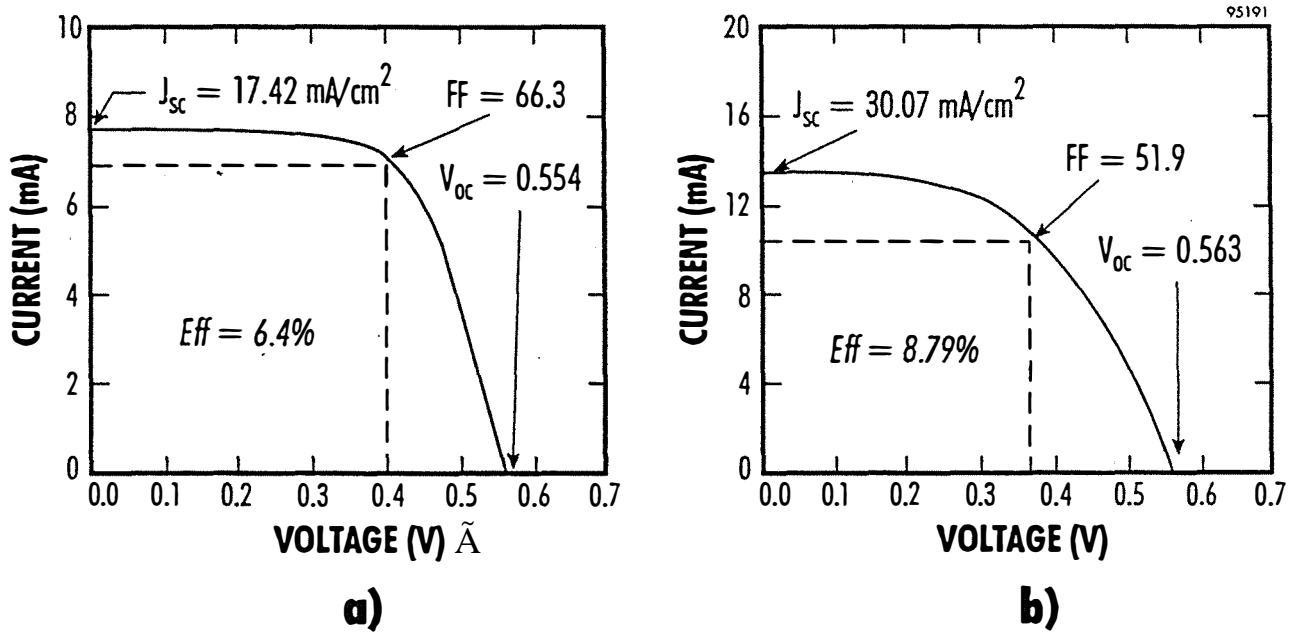 10
8
6
4
2
0
CURRENT (mA)
J_sc = 17.42 mA/cm²
FF = 66.3
V_oc = 0.554
Eff = 6.4%
0.0 0.1 0.2 0.3 0.4 0.5 0.6 0.7
VOLTAGE (V) Ã
a)
95191
20
16
12
8
4
0
CURRENT (mA)
J_sc = 30.07 mA/cm²
FF = 51.9
V_oc = 0.563
Eff = 8.79%
0.0 0.1 0.2 0.3 0.4 0.5 0.6 0.7
VOLTAGE (V)
b)